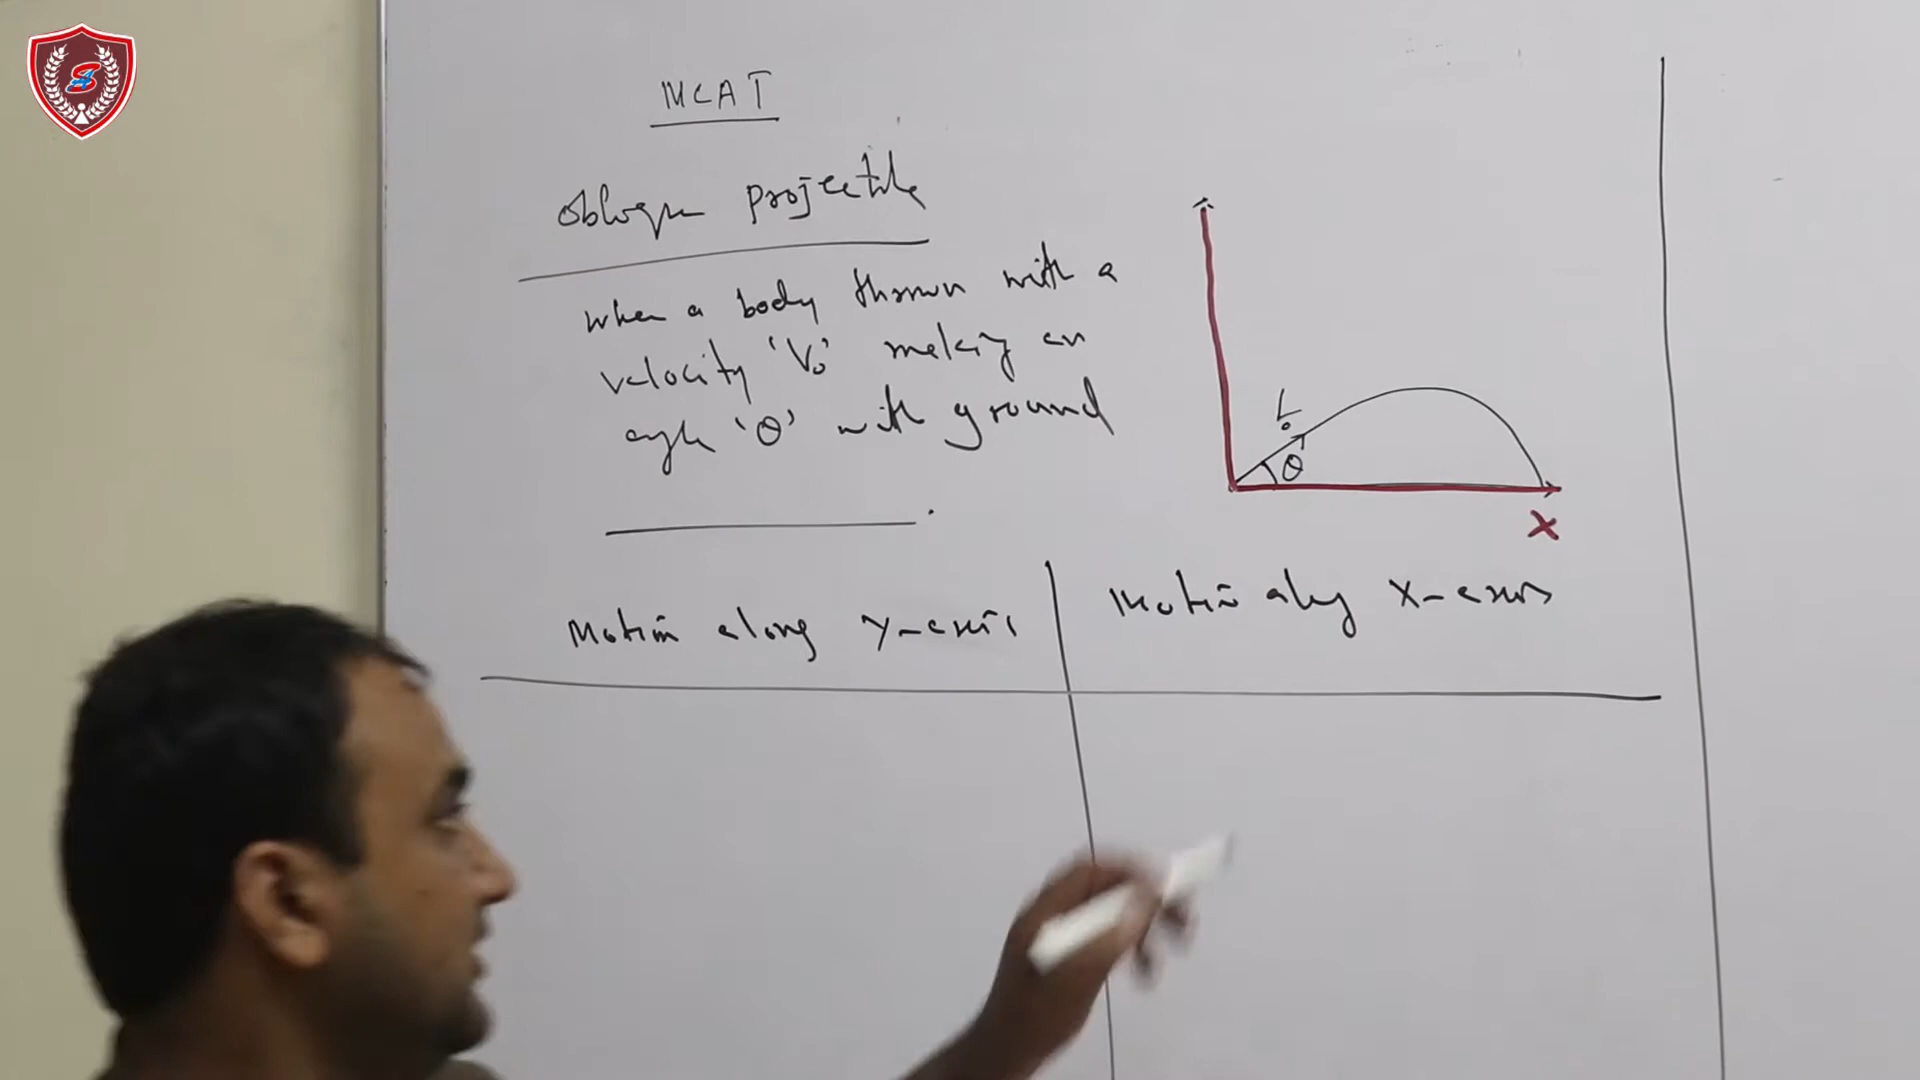 MCAT
Oblique projectile
when a body thrown with a
velocity 'V₀' making an
angle 'θ' with ground
V₀
θ
X
Motion along y-axis
Motion along X-axis